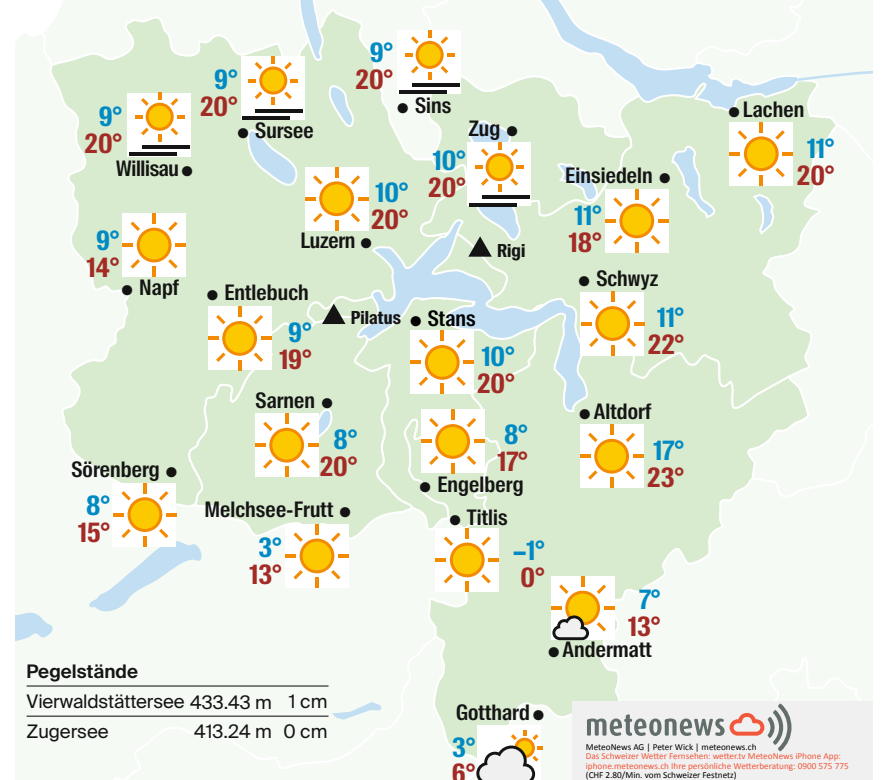 9°
20°
Sins
9°
20°
Sursee
9°
20°
Willisau
Zug
10°
20°
Lachen
11°
20°
Einsiedeln
11°
18°
10°
20°
Luzern
Rigi
9°
14°
Napf
Schwyz
11°
22°
Entlebuch
9°
19°
Pilatus
Stans
10°
20°
Sarnen
8°
20°
8°
17°
Engelberg
Altdorf
17°
23°
Sörenberg
8°
15°
Melchsee-Frutt
3°
13°
Titlis
–1°
0°
7°
13°
Andermatt
Gotthard
3°
6°
Pegelstände
Vierwaldstättersee 433.43 m 1 cm
Zugersee 413.24 m 0 cm
meteonews
MeteoNews AG | Peter Wick | meteonews.ch
Das Schweizer Wetter Fernsehen: wetter.tv MeteoNews iPhone App:
iphone.meteonews.ch Ihre persönliche Wetterberatung: 0900 575 775
(CHF 2.80/Min. vom Schweizer Festnetz)